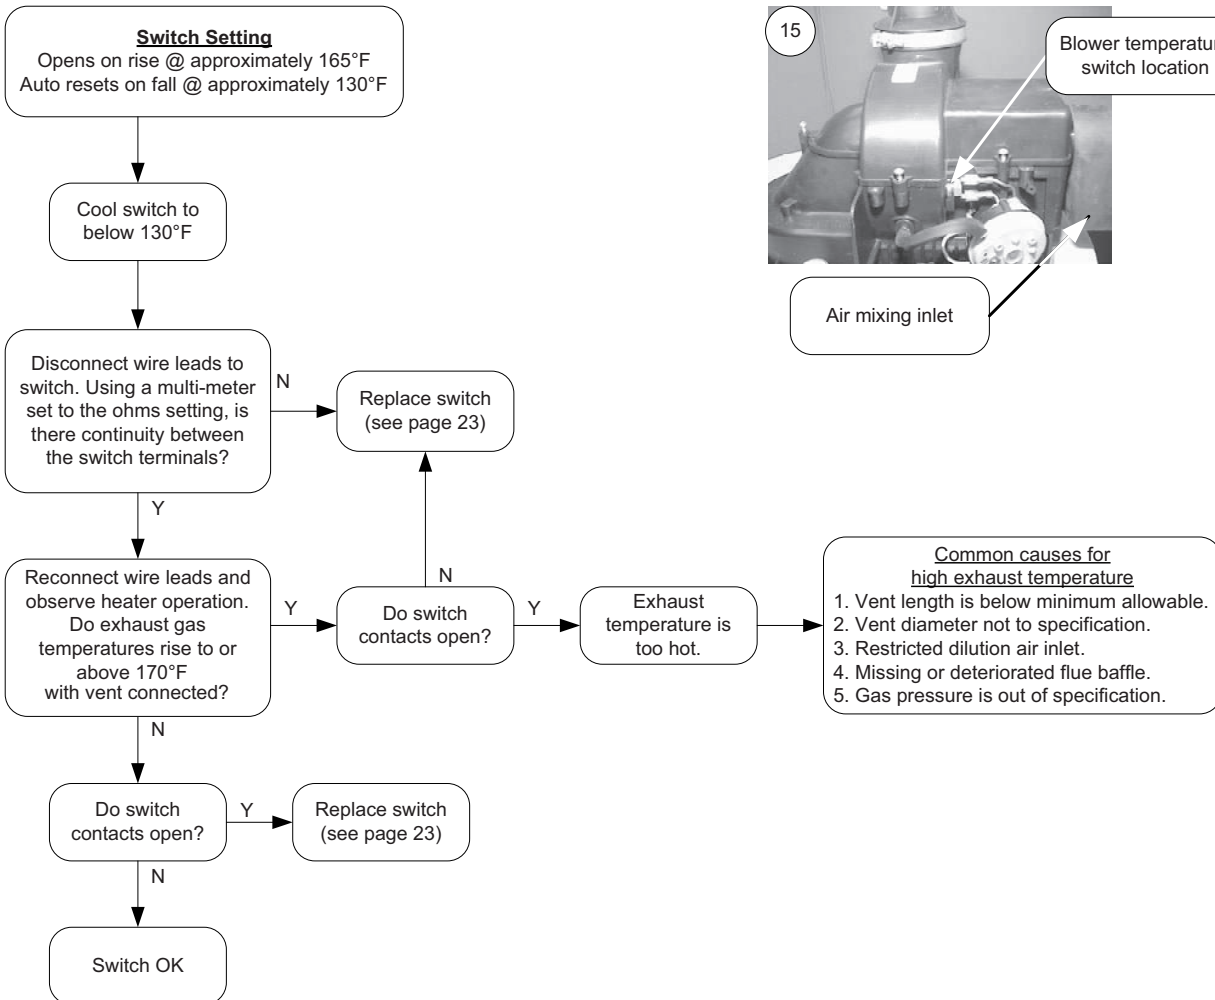 Switch Setting
Opens on rise @ approximately 165°F
Auto resets on fall @ approximately 130°F
15
Blower temperatur
switch location
Air mixing inlet
Cool switch to
below 130°F
Disconnect wire leads to
switch. Using a multi-meter
set to the ohms setting, is
there continuity between
the switch terminals?
N
Replace switch
(see page 23)
Y
Reconnect wire leads and
observe heater operation.
Do exhaust gas
temperatures rise to or
above 170°F
with vent connected?
Y
N
Do switch
contacts open?
Y
Exhaust
temperature is
too hot.
Common causes for
high exhaust temperature
1. Vent length is below minimum allowable.
2. Vent diameter not to specification.
3. Restricted dilution air inlet.
4. Missing or deteriorated flue baffle.
5. Gas pressure is out of specification.
N
Do switch
contacts open?
Y
Replace switch
(see page 23)
N
Switch OK